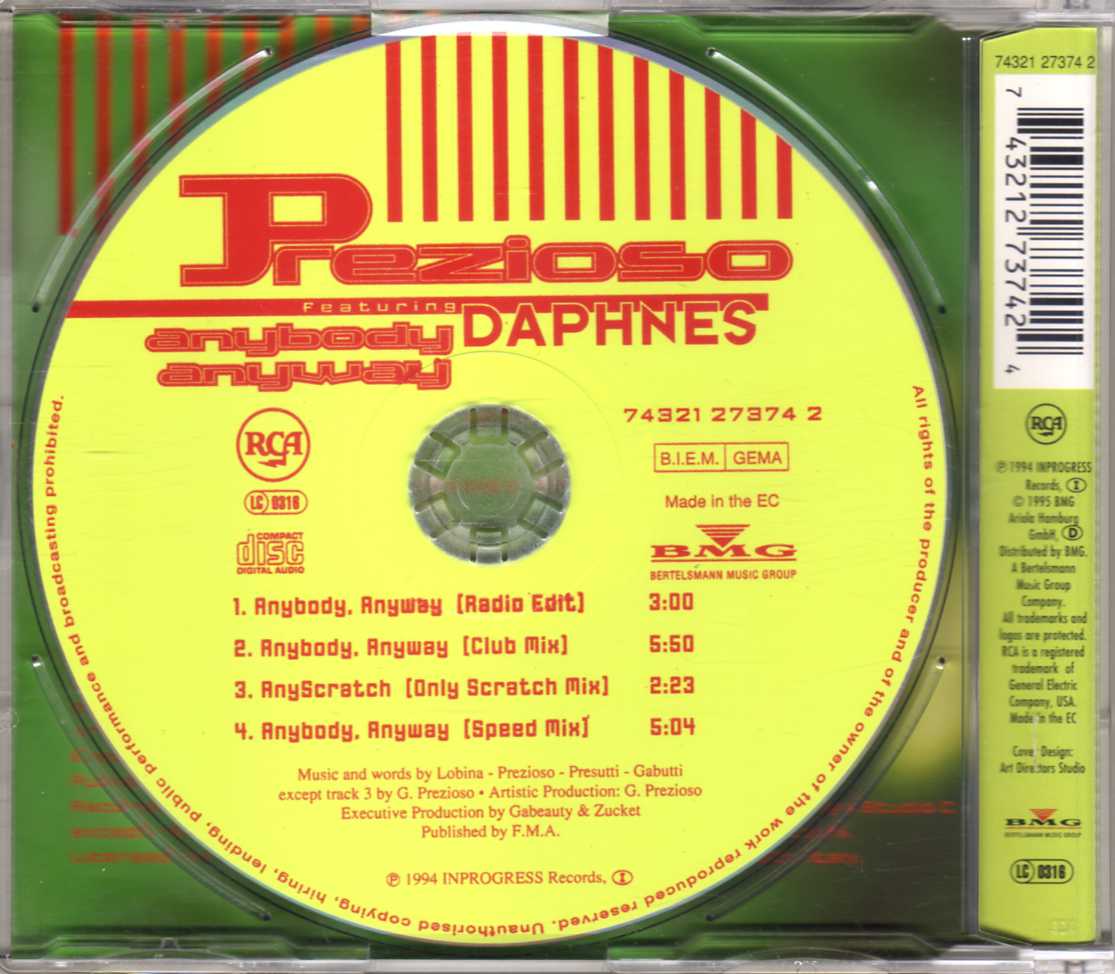 Prezioso
Featuring
DAPHNES
anybody
anyway
RCA
LC 0316
COMPACT
disc
DIGITAL AUDIO
74321 27374 2
B.I.E.M. GEMA
Made in the EC
BMG
BERTELSMANN MUSIC GROUP
1. Anybody, Anyway (Radio Edit) 3:00
2. Anybody, Anyway (Club Mix) 5:50
3. AnyScratch (Only Scratch Mix) 2:23
4. Anybody, Anyway (Speed Mix) 5:04
Music and words by Lobina - Prezioso - Presutti - Gabutti
except track 3 by G. Prezioso • Artistic Production: G. Prezioso
Executive Production by Gabeauty & Zucket
Published by F.M.A.
℗ 1994 INPROGRESS Records, I
All rights of the producer and of the owner of the work reproduced reserved. Unauthorised copying, hiring, lending, public performance and broadcasting prohibited.
74321 27374 2
7 43212 73742 4
RCA
℗ 1994 INPROGRESS
Records, I
© 1995 BMG
Ariola Hamburg
GmbH, D
Distributed by BMG.
A Bertelsmann
Music Group
Company.
All trademarks and
logos are protected.
RCA is a registered
trademark of
General Electric
Company, USA.
Made in the EC
Cover Design:
Art Directors Studio
BMG
BERTELSMANN MUSIC GROUP
LC 0316